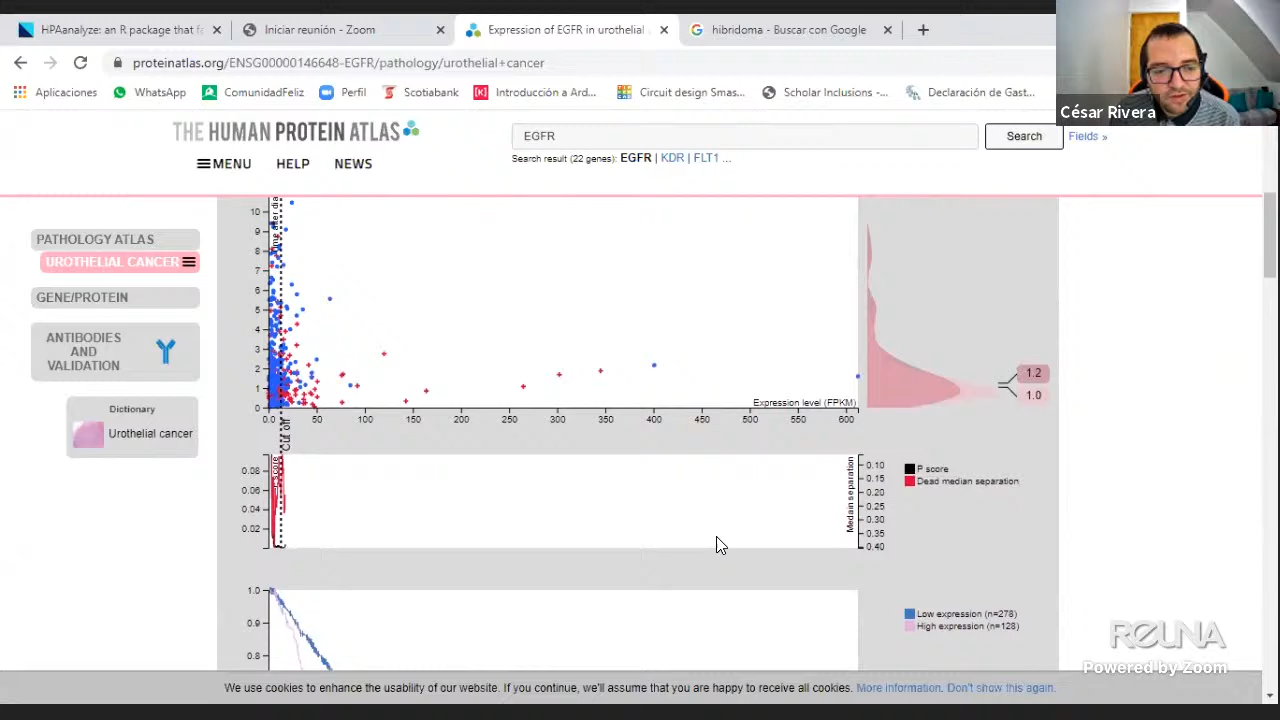 HPAanalyze: an R package that f
Iniciar reunión - Zoom
Expression of EGFR in urothelial
hibridoma - Buscar con Google
proteinatlas.org/ENSG00000146648-EGFR/pathology/urothelial+cancer
Aplicaciones
WhatsApp
ComunidadFeliz
Perfil
Scotiabank
Introducción a Ard...
Circuit design Smas...
Scholar Inclusions -...
Declaración de Gast...
César Rivera
THE HUMAN PROTEIN ATLAS
EGFR
Search
Fields »
Search result (22 genes): EGFR | KDR | FLT1 ...
MENU
HELP
NEWS
PATHOLOGY ATLAS
UROTHELIAL CANCER
GENE/PROTEIN
ANTIBODIES
AND
VALIDATION
Dictionary
Urothelial cancer
10
9
8
7
6
5
4
3
2
1
0
after dia
Expression level (FPKM)
0.0 50 100 150 200 250 300 350 400 450 500 550 600
Cut off
1.2
1.0
0.08
0.06
0.04
0.02
score
Median separation
0.10
0.15
0.20
0.25
0.30
0.35
0.40
P score
Dead median separation
1.0
0.9
0.8
Low expression (n=278)
High expression (n=128)
REUNA
Powered by Zoom
We use cookies to enhance the usability of our website. If you continue, we'll assume that you are happy to receive all cookies. More information. Don't show this again.